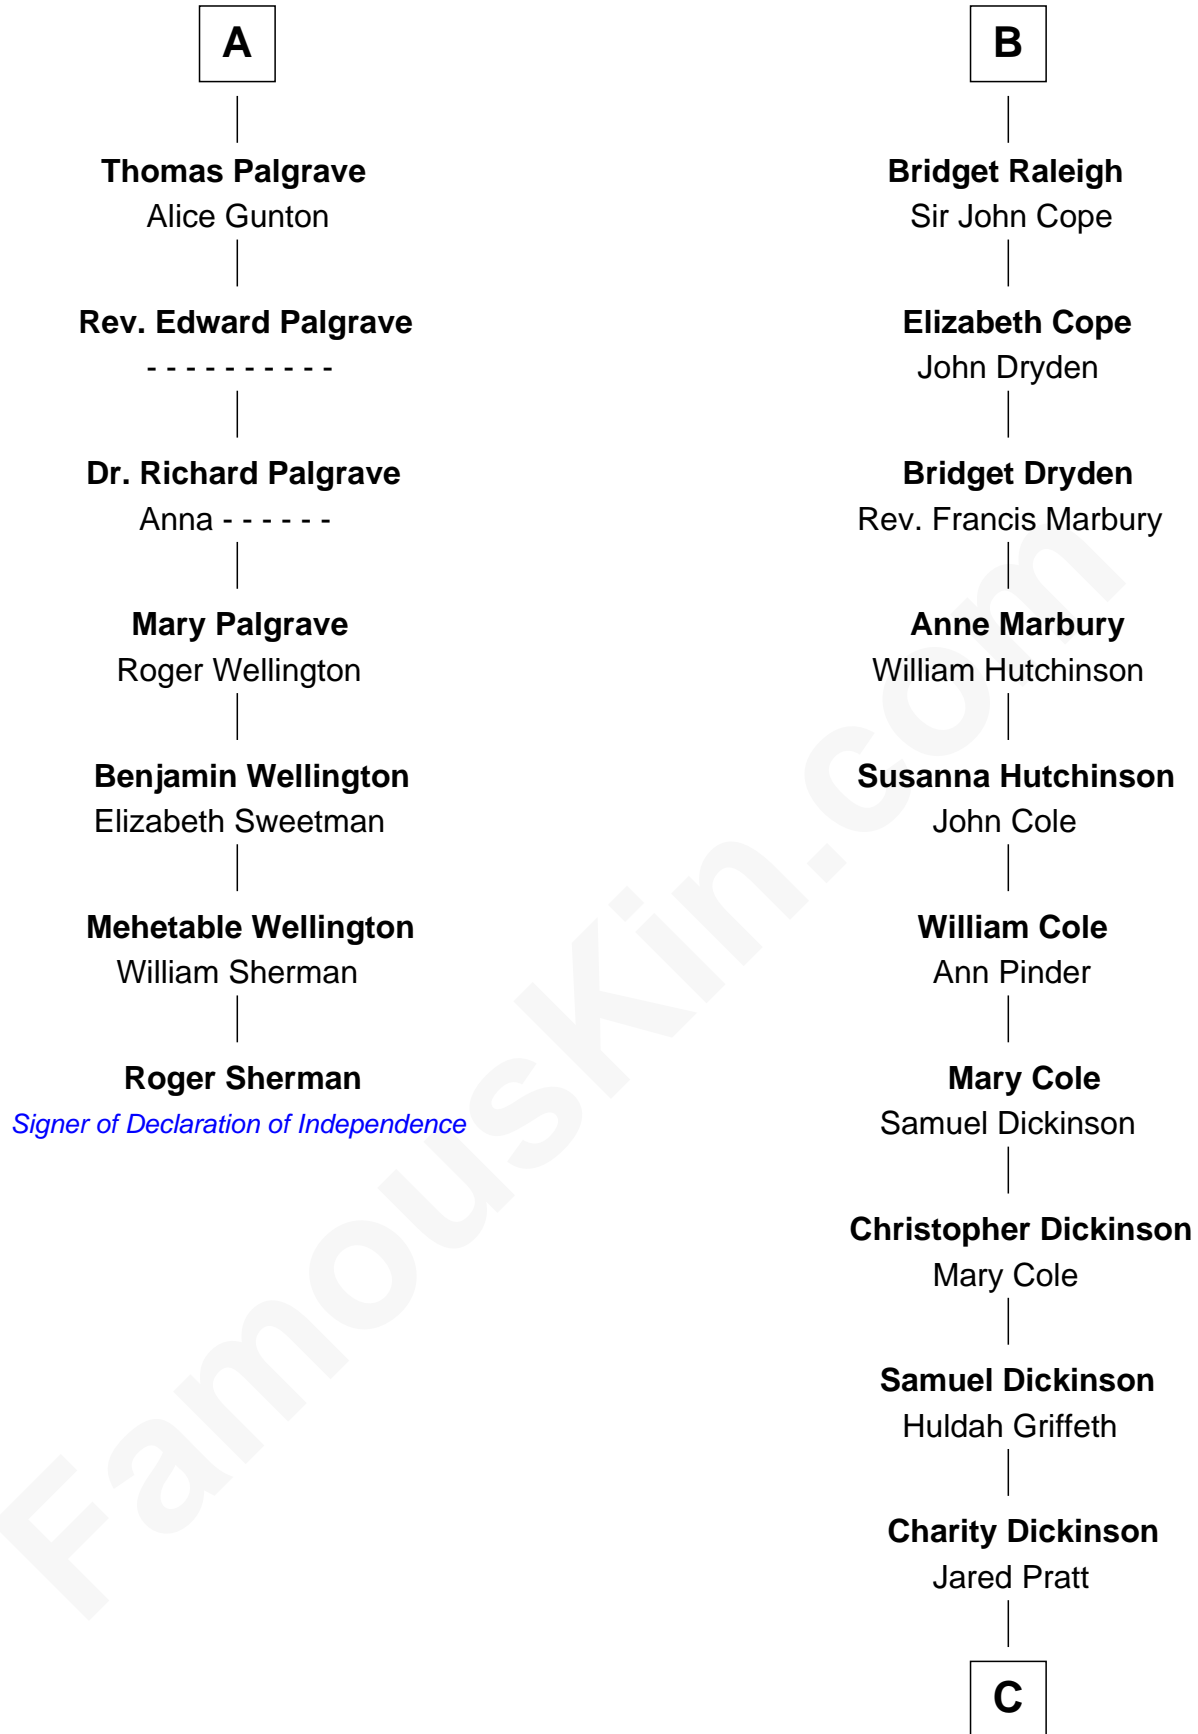 A
Thomas Palgrave
Alice Gunton
Rev. Edward Palgrave
- - - - - - - - - -
Dr. Richard Palgrave
Anna - - - - - -
Mary Palgrave
Roger Wellington
Benjamin Wellington
Elizabeth Sweetman
Mehetable Wellington
William Sherman
Roger Sherman
Signer of Declaration of Independence
B
Bridget Raleigh
Sir John Cope
Elizabeth Cope
John Dryden
Bridget Dryden
Rev. Francis Marbury
Anne Marbury
William Hutchinson
Susanna Hutchinson
John Cole
William Cole
Ann Pinder
Mary Cole
Samuel Dickinson
Christopher Dickinson
Mary Cole
Samuel Dickinson
Huldah Griffeth
Charity Dickinson
Jared Pratt
C
FamousKin.com